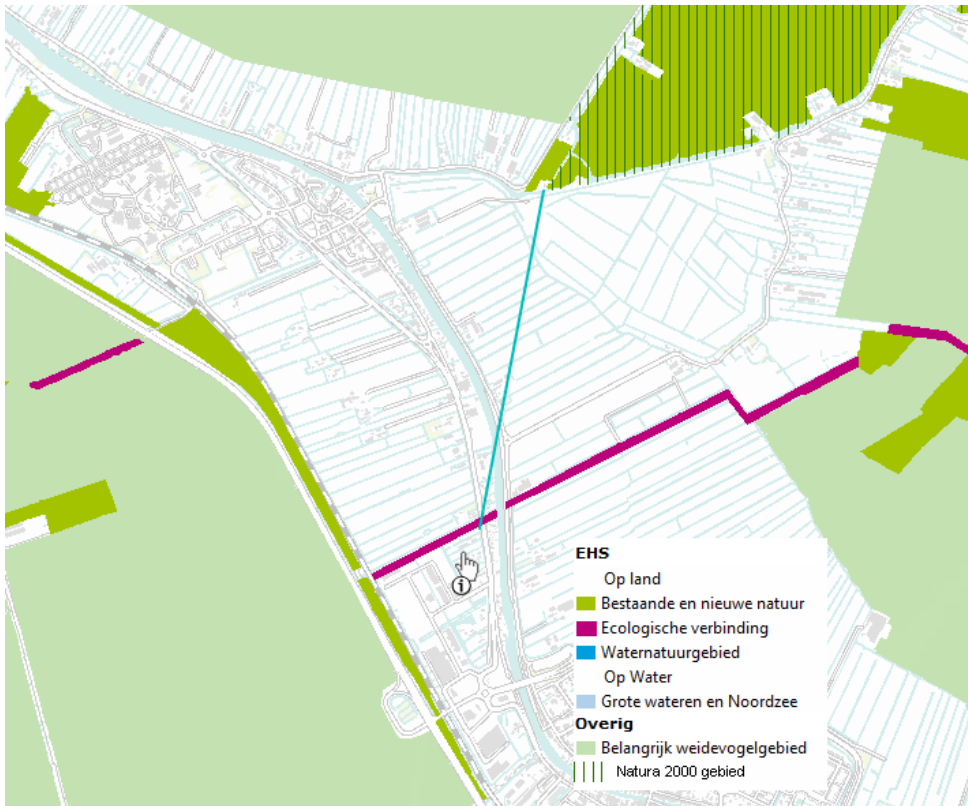 EHS
Op land
Bestaande en nieuwe natuur
Ecologische verbinding
Waternatuurgebied
Op Water
Grote wateren en Noordzee
Overig
Belangrijk weidevogelgebied
Natura 2000 gebied